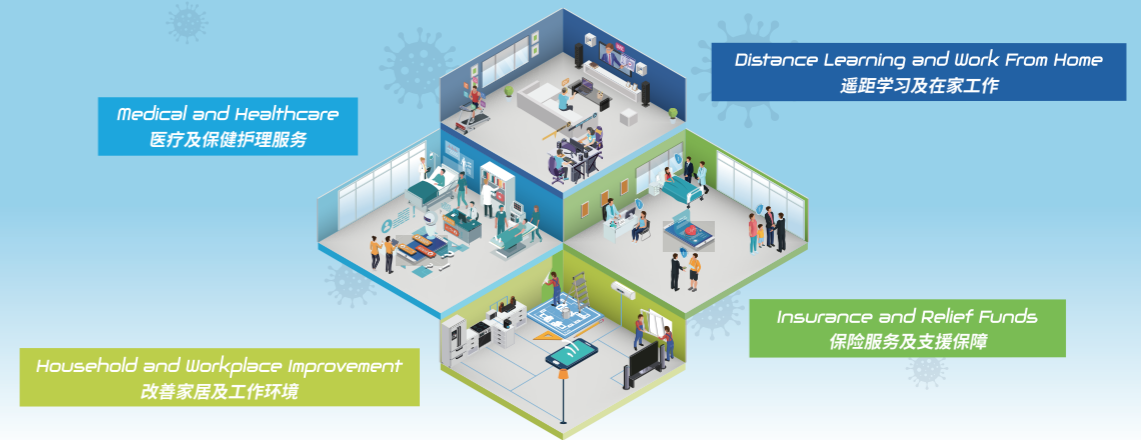 Distance Learning and Work From Home
遥距学习及在家工作
Medical and Healthcare
医疗及保健护理服务
Insurance and Relief Funds
保险服务及支援保障
Household and Workplace Improvement
改善家居及工作环境